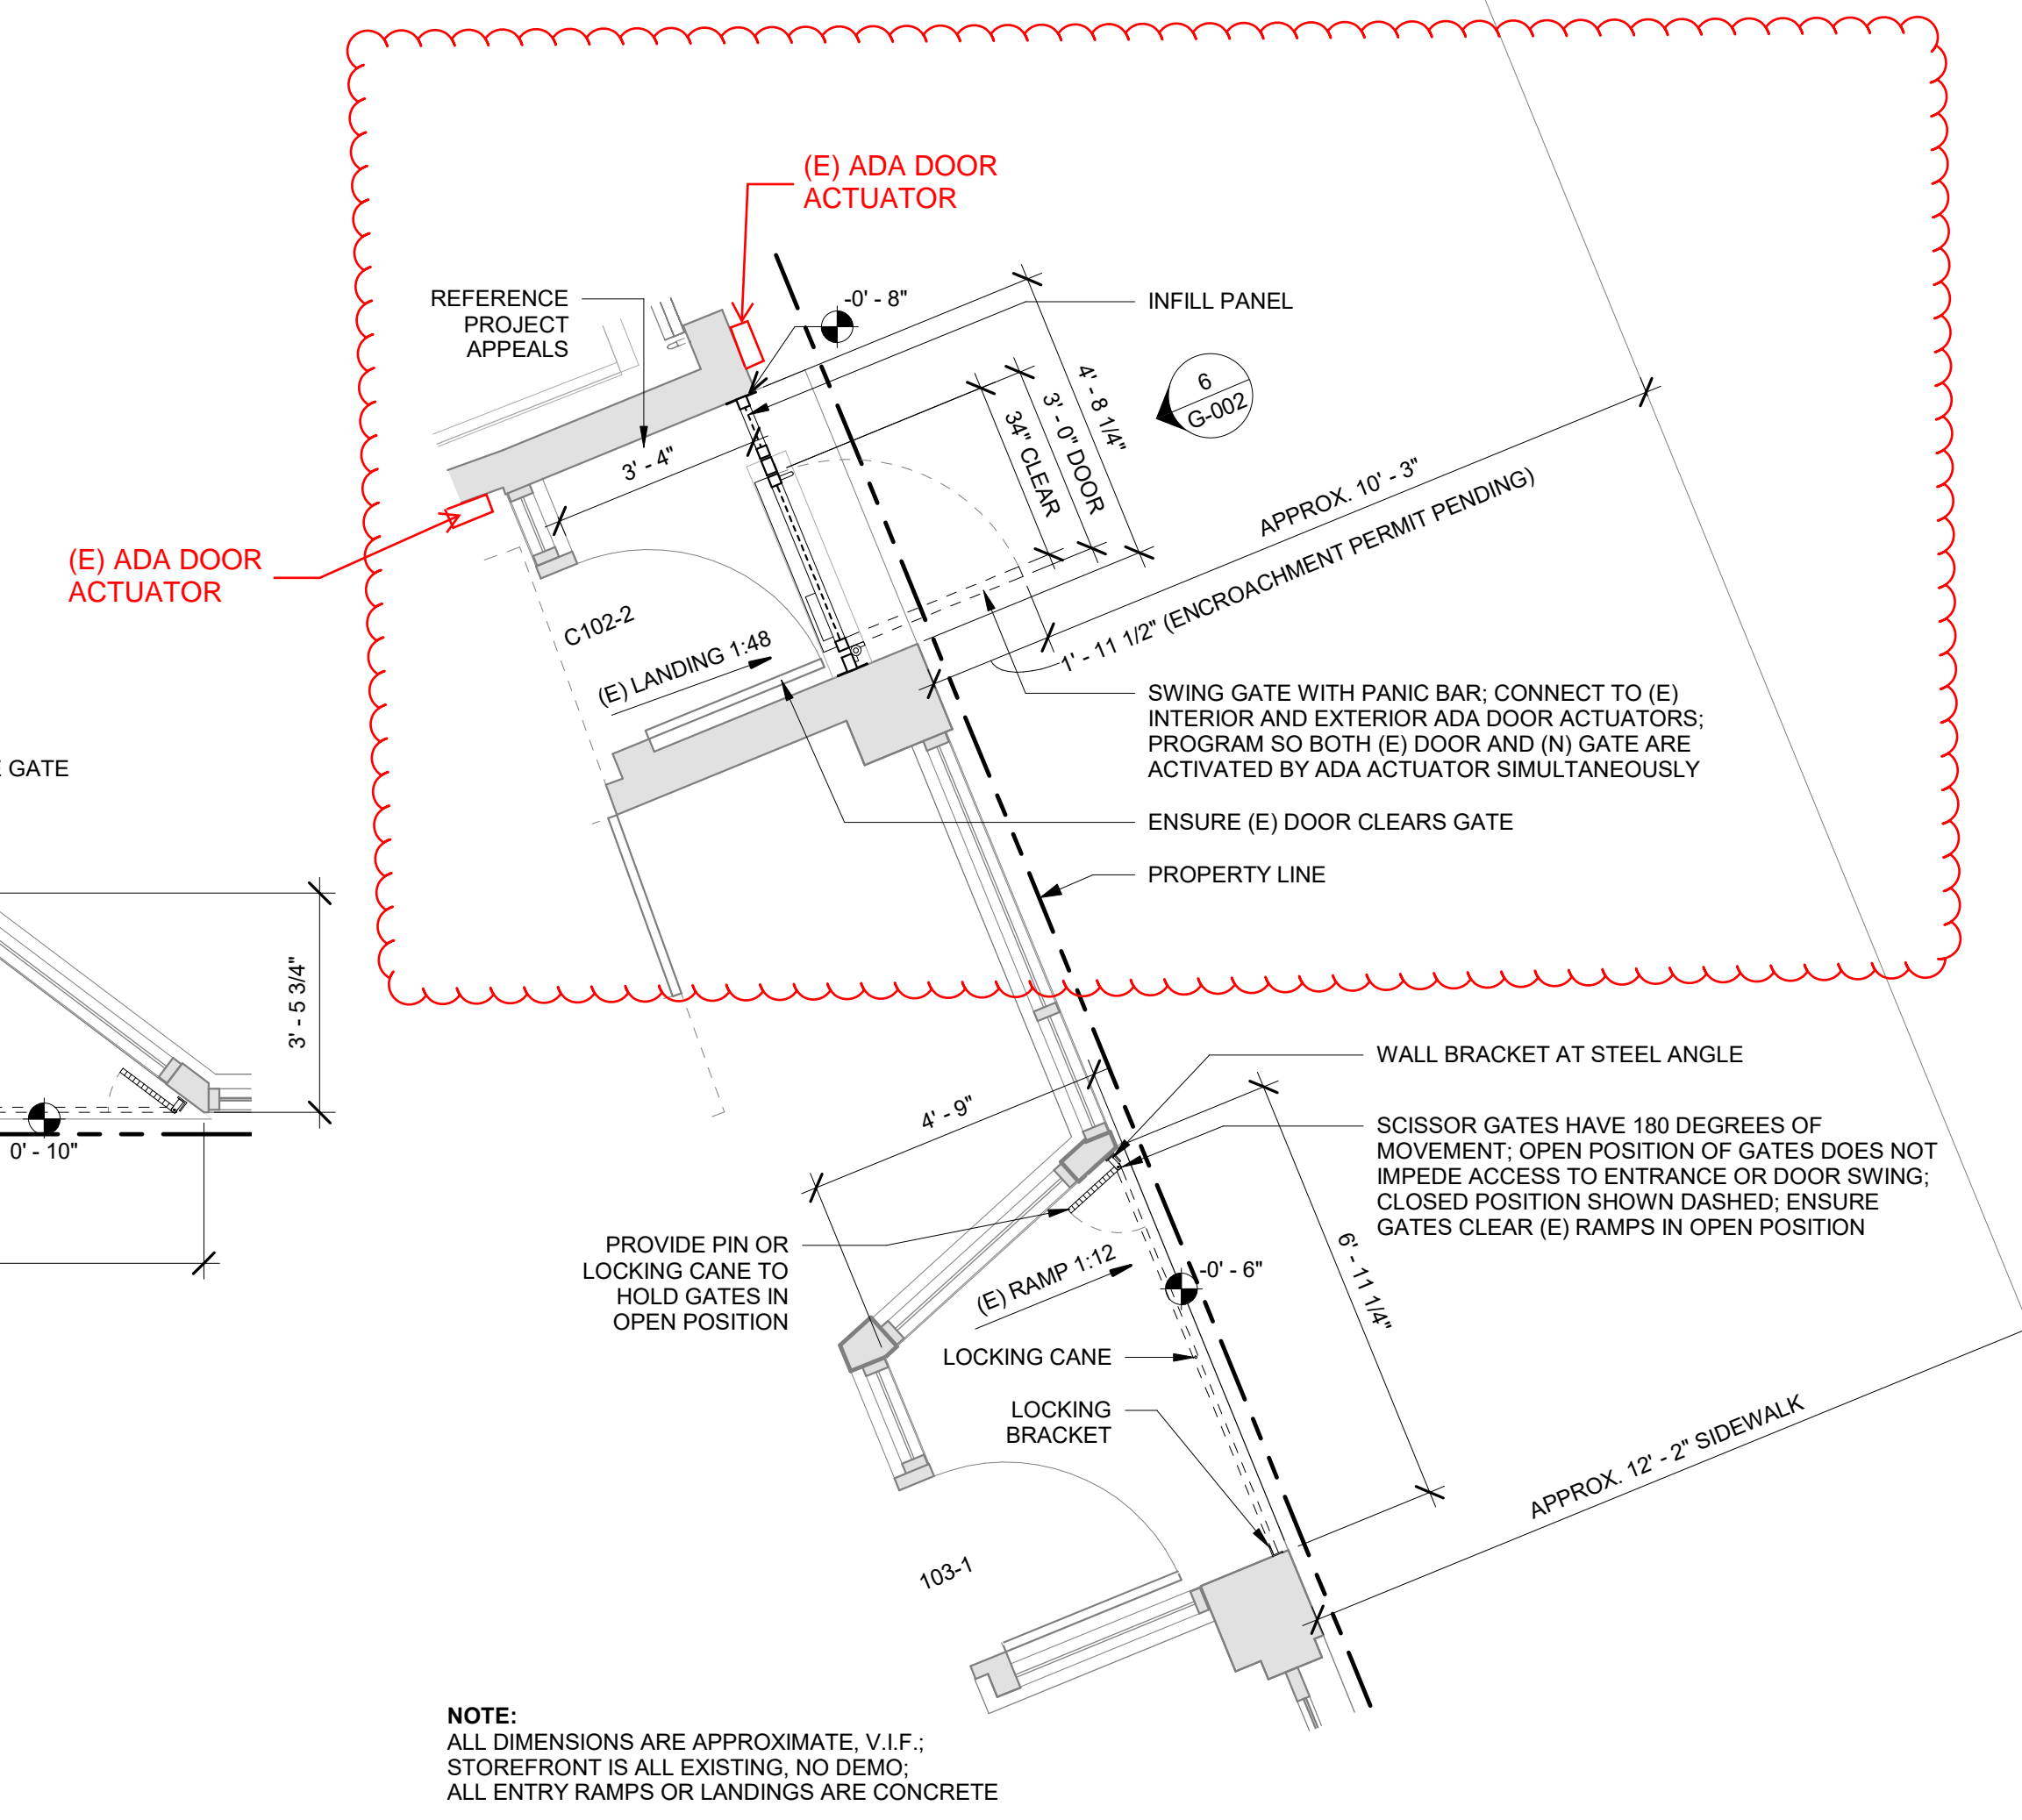 (E) ADA DOOR
ACTUATOR
REFERENCE
PROJECT
APPEALS
-0' - 8"
INFILL PANEL
6
G-002
4' - 8 1/4"
3' - 0" DOOR
34" CLEAR
3' - 4"
APPROX. 10' - 3"
1' - 11 1/2" (ENCROACHMENT PERMIT PENDING)
(E) ADA DOOR
ACTUATOR
C102-2
(E) LANDING 1:48
SWING GATE WITH PANIC BAR; CONNECT TO (E)
INTERIOR AND EXTERIOR ADA DOOR ACTUATORS;
PROGRAM SO BOTH (E) DOOR AND (N) GATE ARE
ACTIVATED BY ADA ACTUATOR SIMULTANEOUSLY
GATE
ENSURE (E) DOOR CLEARS GATE
PROPERTY LINE
3' - 5 3/4"
0' - 10"
WALL BRACKET AT STEEL ANGLE
4' - 9"
SCISSOR GATES HAVE 180 DEGREES OF
MOVEMENT; OPEN POSITION OF GATES DOES NOT
IMPEDE ACCESS TO ENTRANCE OR DOOR SWING;
CLOSED POSITION SHOWN DASHED; ENSURE
GATES CLEAR (E) RAMPS IN OPEN POSITION
PROVIDE PIN OR
LOCKING CANE TO
HOLD GATES IN
OPEN POSITION
(E) RAMP 1:12
-0' - 6"
6' - 11 1/4"
LOCKING CANE
LOCKING
BRACKET
APPROX. 12' - 2" SIDEWALK
103-1
NOTE:
ALL DIMENSIONS ARE APPROXIMATE, V.I.F.;
STOREFRONT IS ALL EXISTING, NO DEMO;
ALL ENTRY RAMPS OR LANDINGS ARE CONCRETE